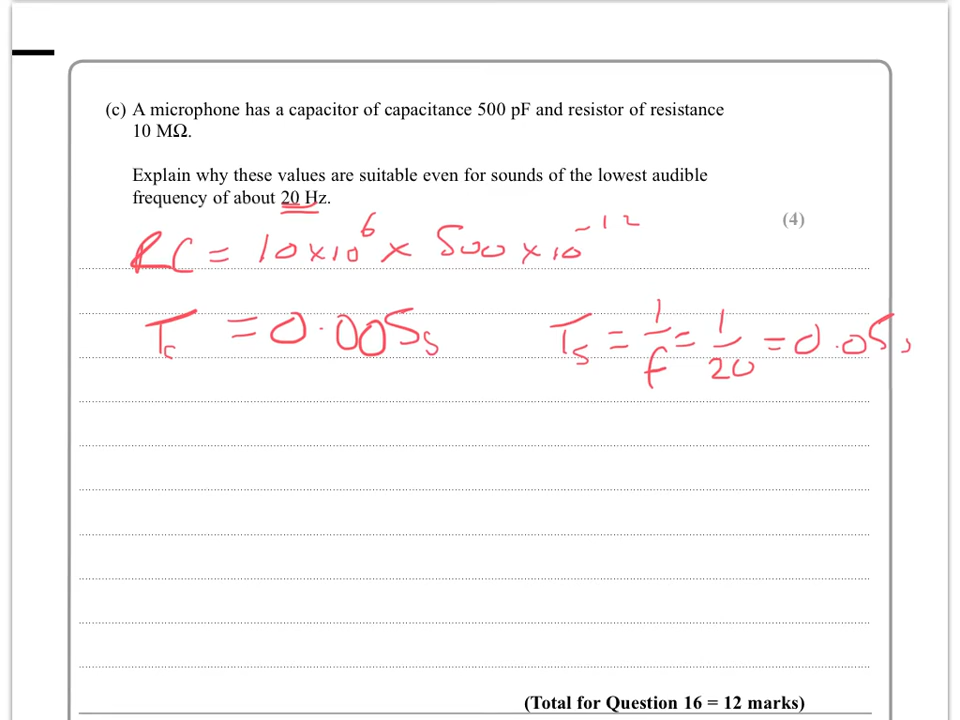 (c) A microphone has a capacitor of capacitance 500 pF and resistor of resistance
10 MΩ.
Explain why these values are suitable even for sounds of the lowest audible
frequency of about 20 Hz.
(4)
RC = 10 × 10⁶ × 500 × 10⁻¹²
T꜀ = 0.005s Tₛ = 1/f = 1/20 = 0.05s
(Total for Question 16 = 12 marks)